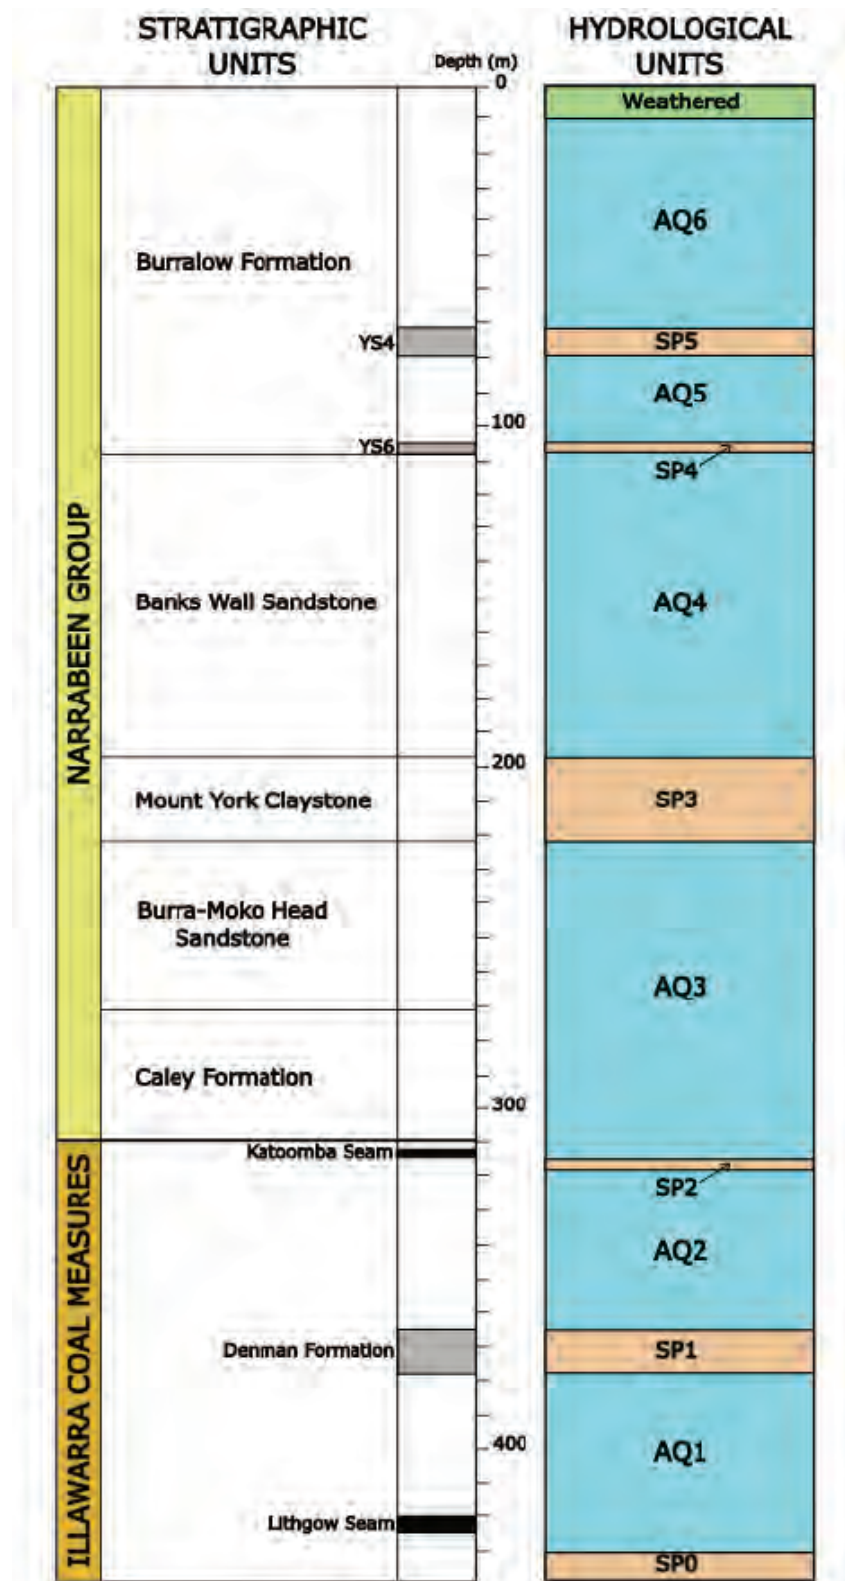 STRATIGRAPHIC
UNITS
Depth (m)
HYDROLOGICAL
UNITS
0
Weathered
AQ6
Burralow Formation
YS4
SP5
AQ5
100
YS6
SP4
NARRABEEN GROUP
Banks Wall Sandstone
AQ4
200
Mount York Claystone
SP3
Burra-Moko Head
Sandstone
AQ3
Caley Formation
300
Katoomba Seam
SP2
ILLAWARRA COAL MEASURES
AQ2
Denman Formation
SP1
400
AQ1
Lithgow Seam
SP0